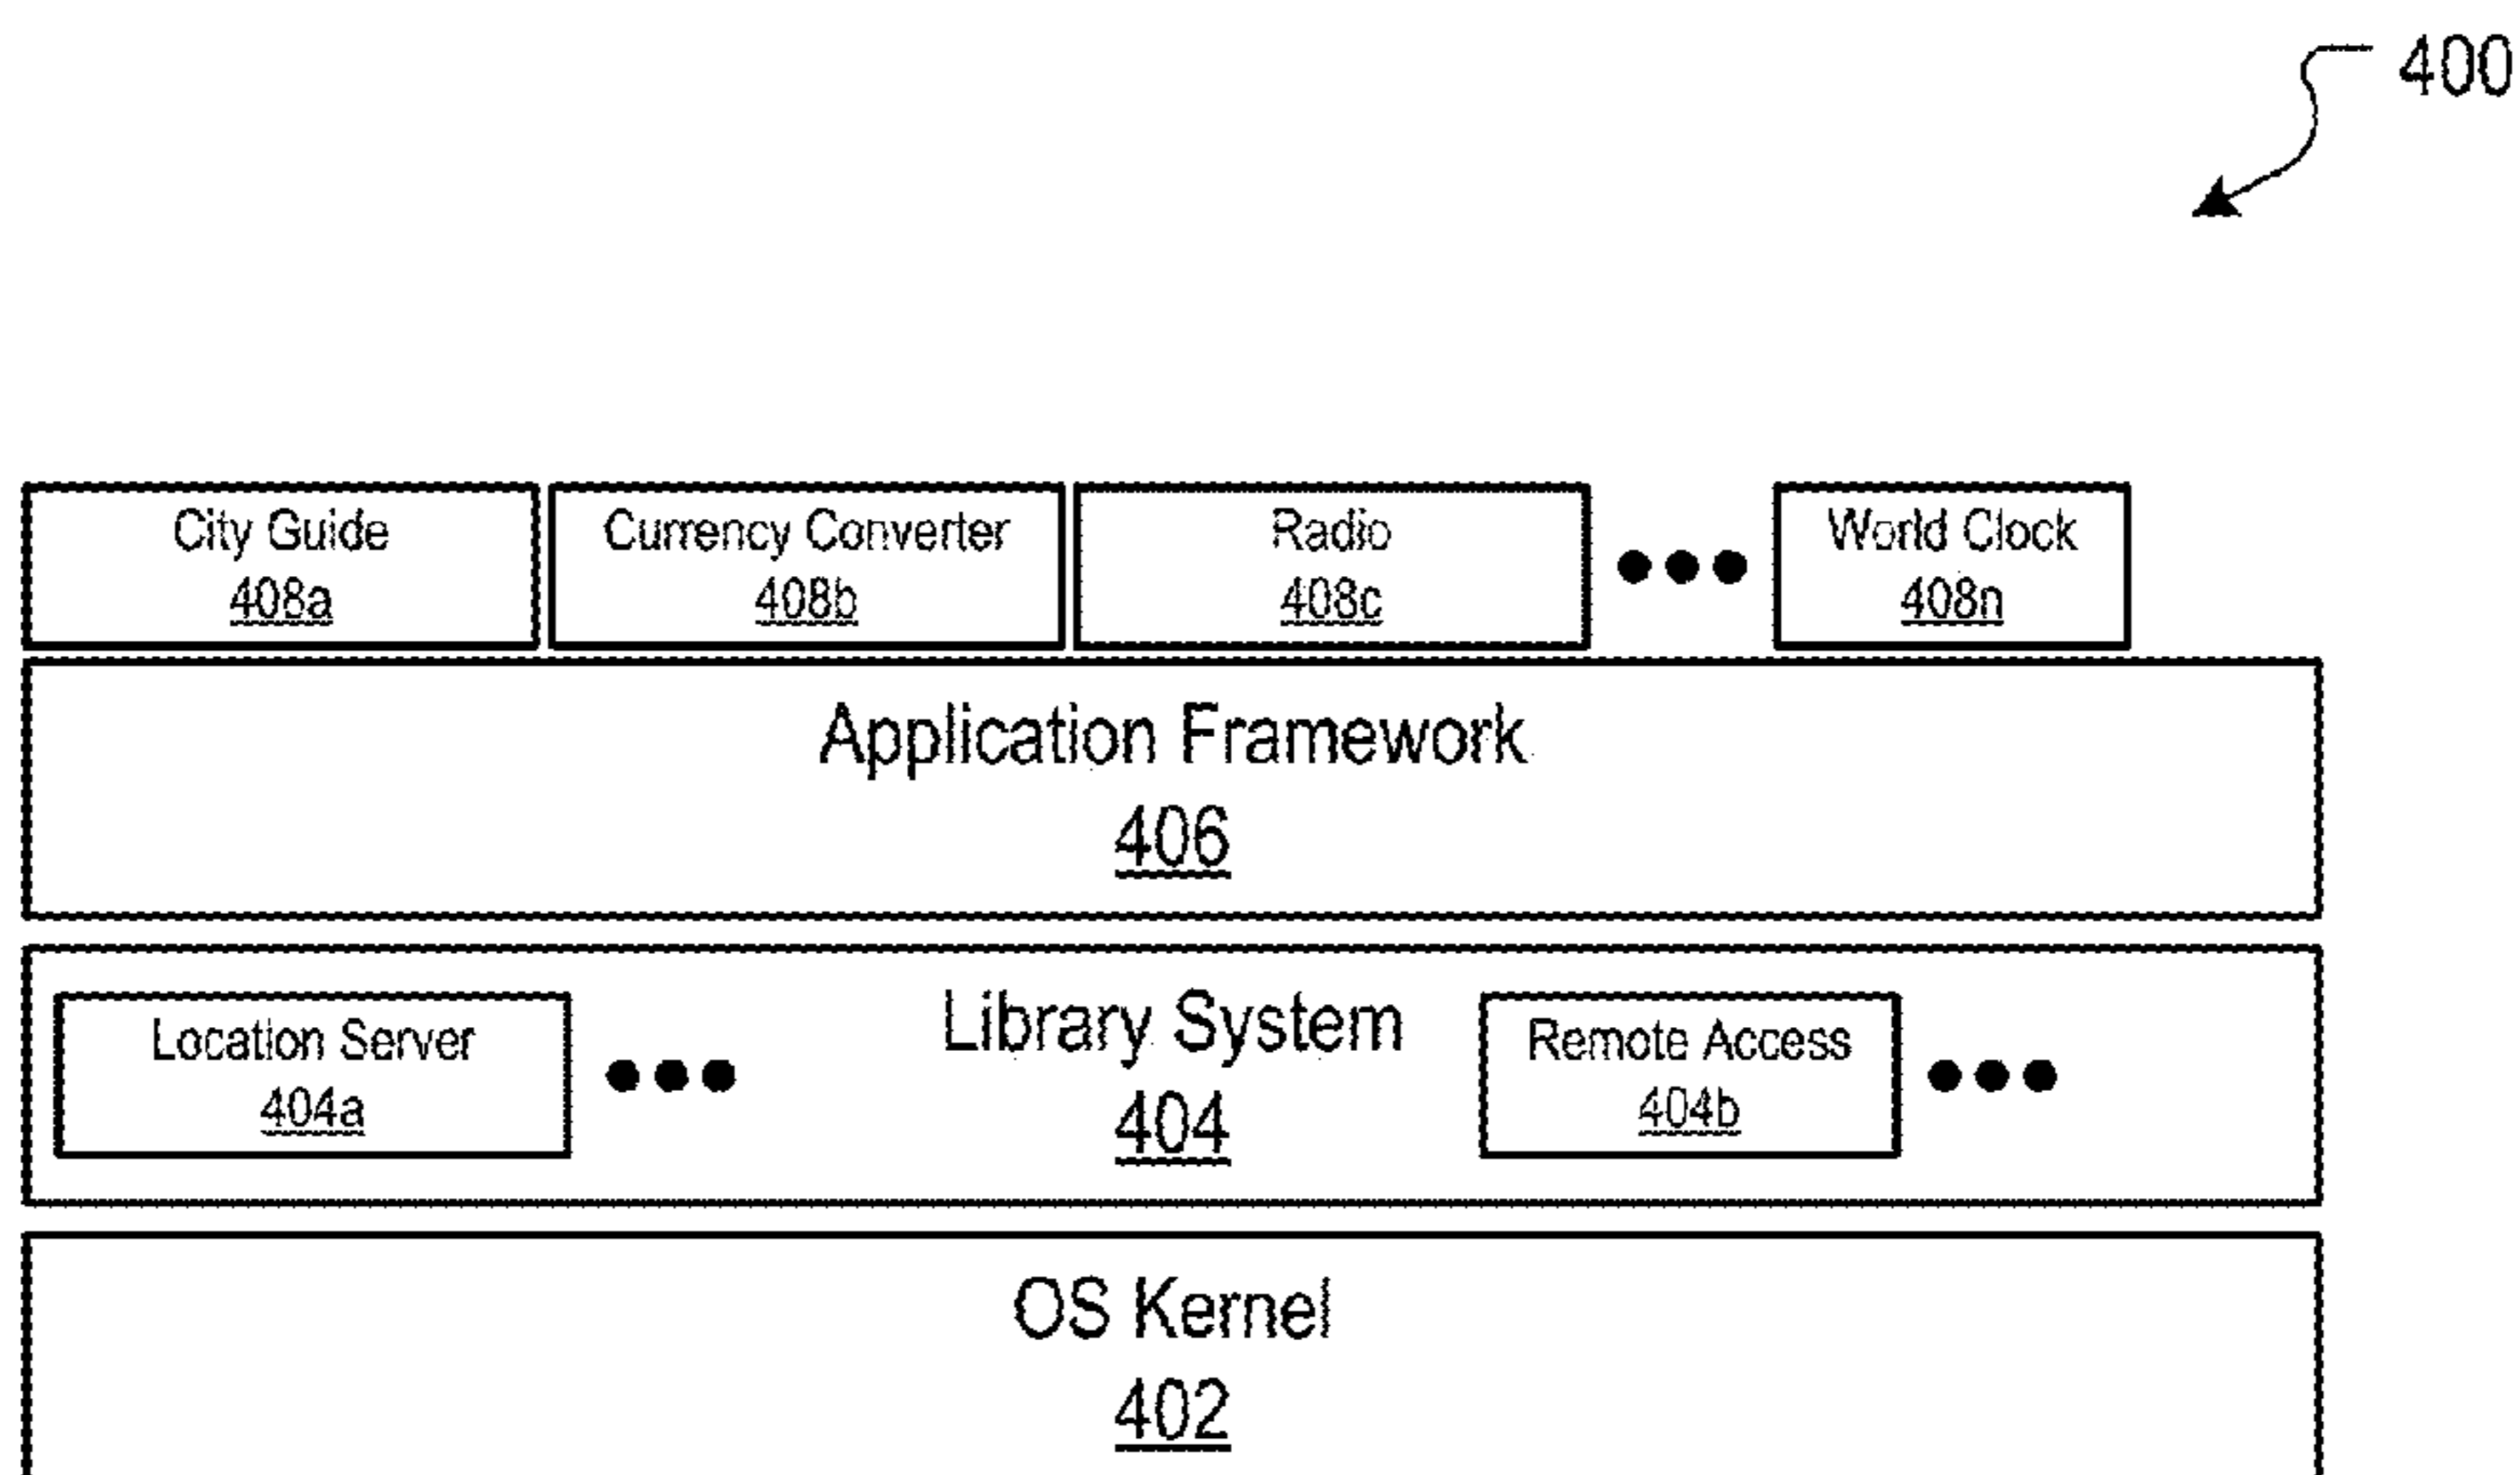 400
City Guide
408a
Currency Converter
408b
Radio
408c
World Clock
408n
Application Framework
406
Location Server
404a
Library System
404
Remote Access
404b
OS Kernel
402